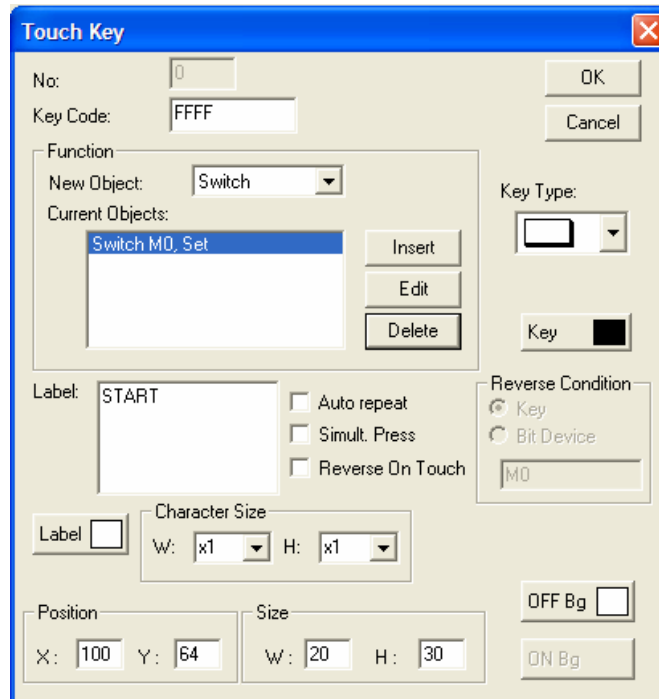 Touch Key
No: 0
OK
Key Code: FFFF
Cancel
Function
New Object: Switch
Key Type:
Current Objects:
Switch M0, Set
Insert
Edit
Delete
Key
Label: START
Auto repeat
Simult. Press
Reverse On Touch
Reverse Condition
Key
Bit Device
M0
Label
Character Size
W: x1 H: x1
OFF Bg
Position
X: 100 Y: 64
Size
W: 20 H: 30
ON Bg